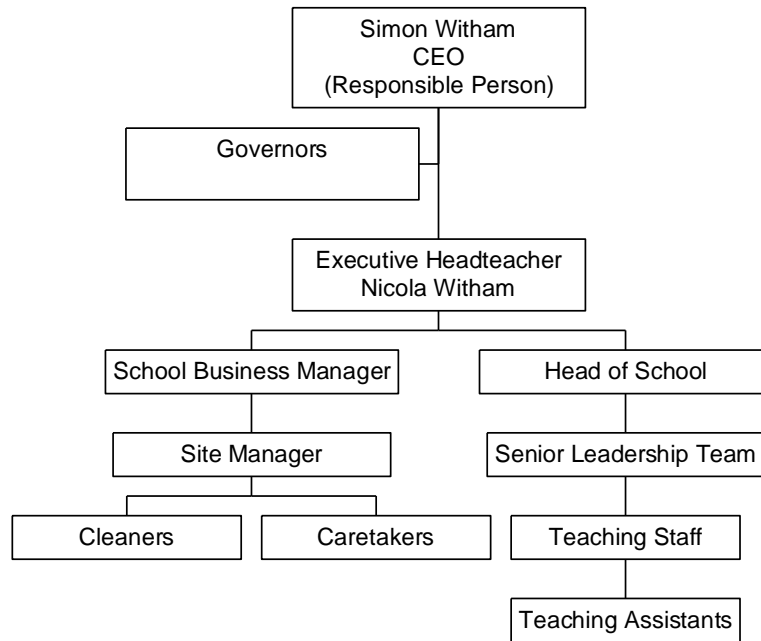 Simon Witham
CEO
(Responsible Person)
Governors
Executive Headteacher
Nicola Witham
School Business Manager
Head of School
Site Manager
Senior Leadership Team
Cleaners
Caretakers
Teaching Staff
Teaching Assistants